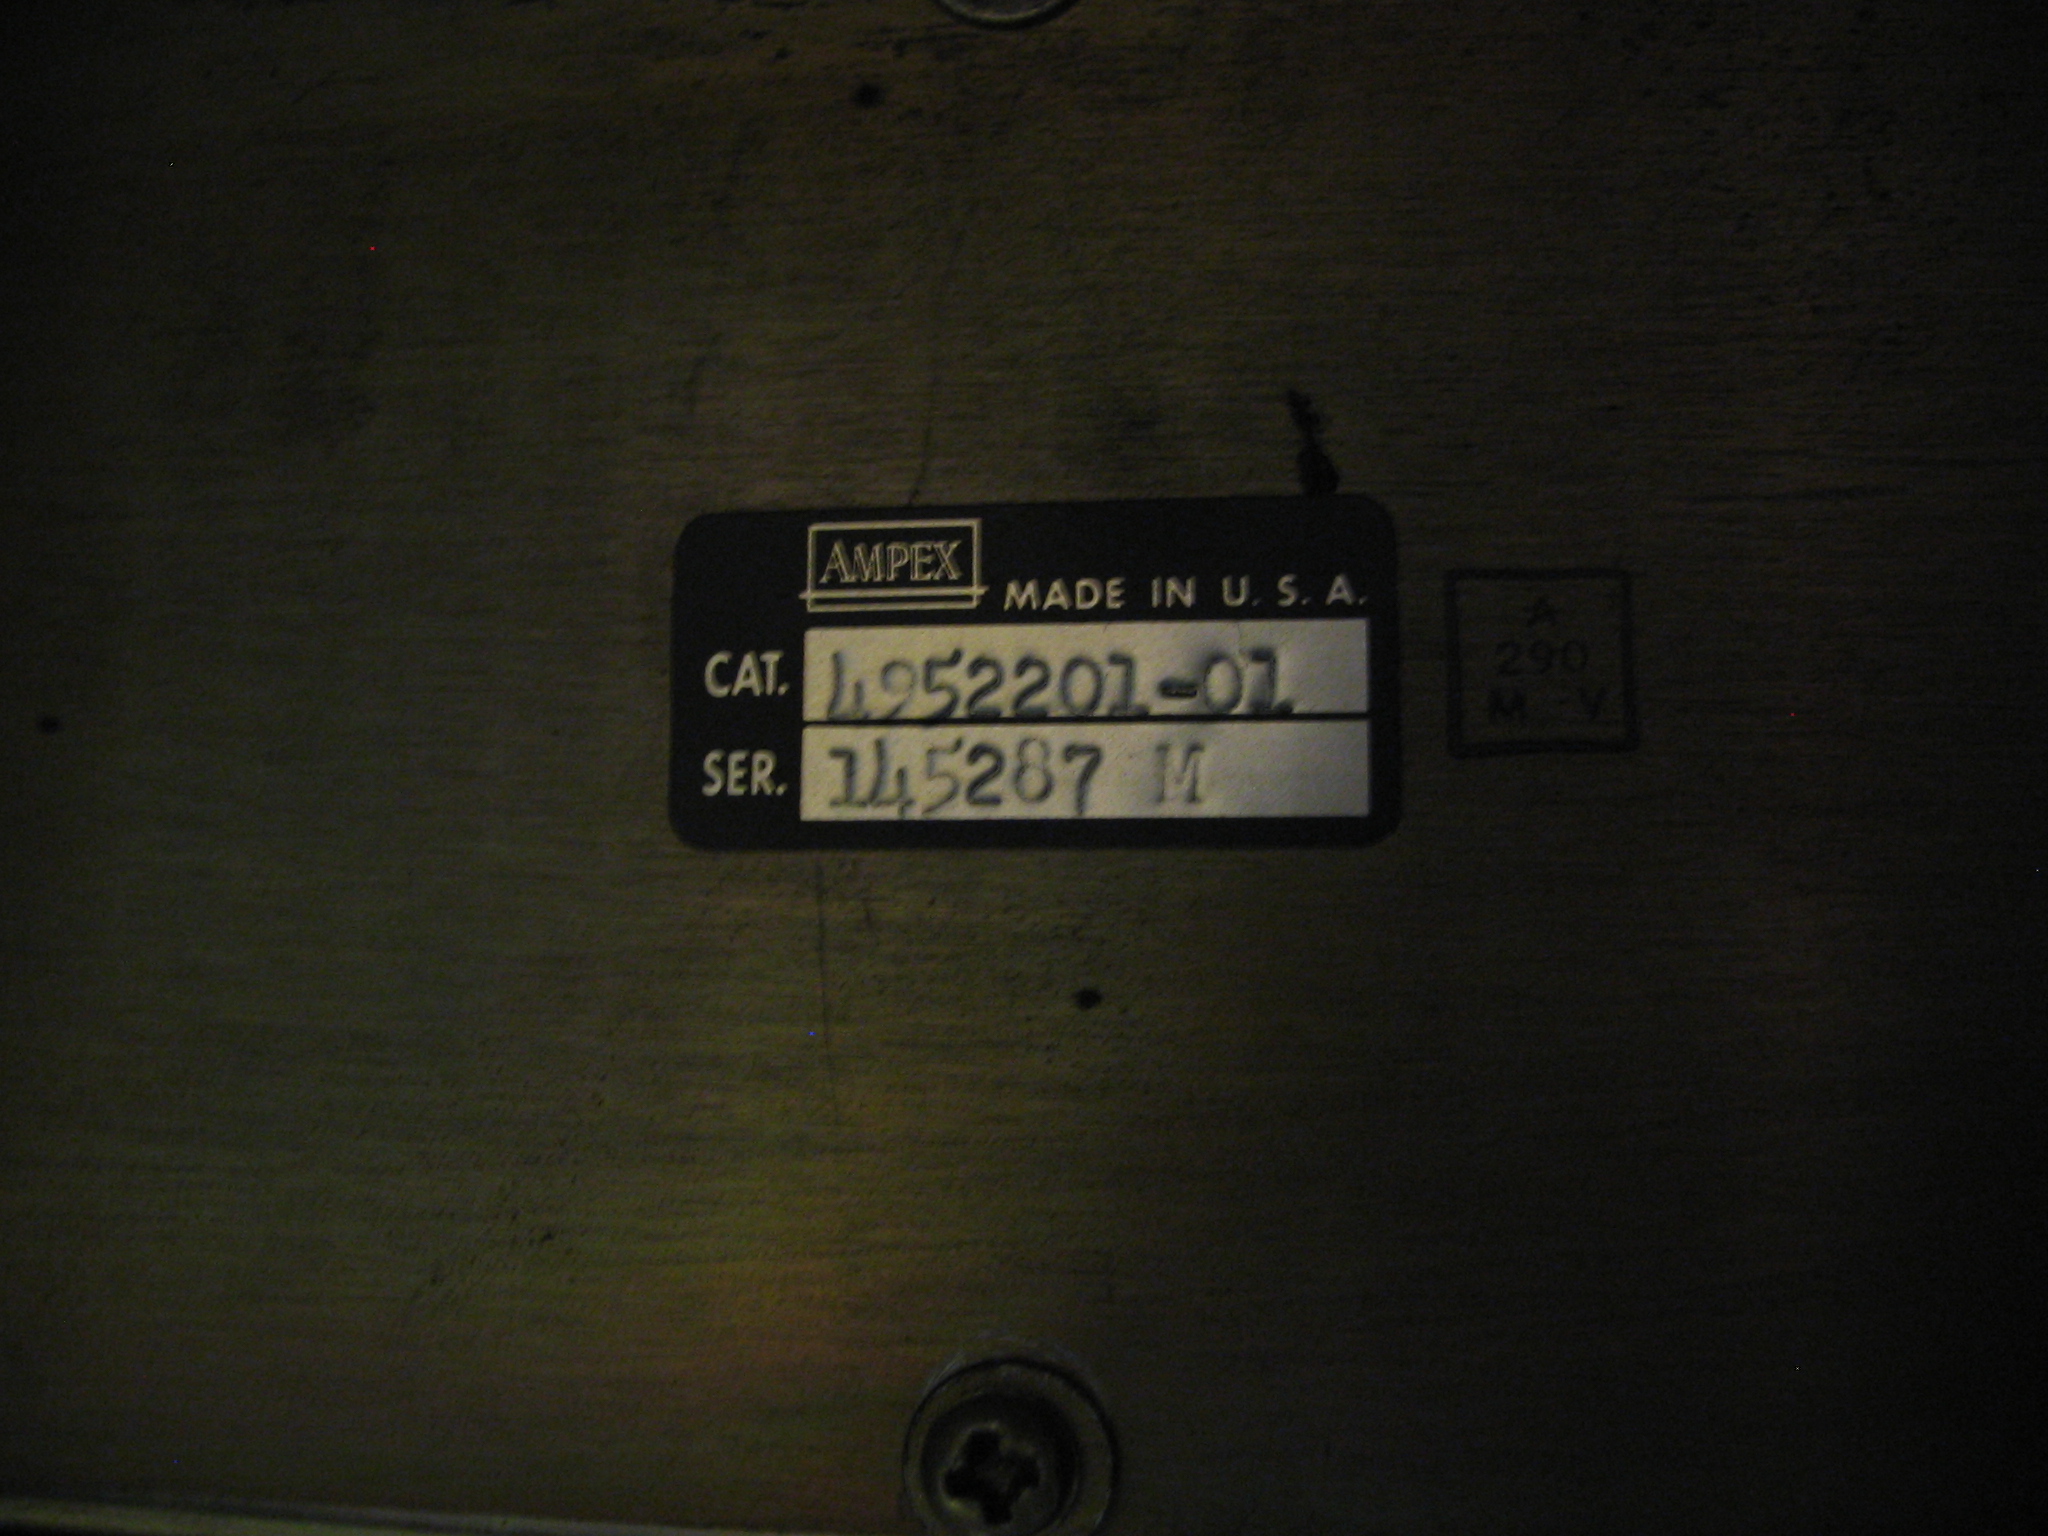 AMPEX MADE IN U. S. A.
CAT. 4952201-01
SER. 145287 M
A
290
M Y